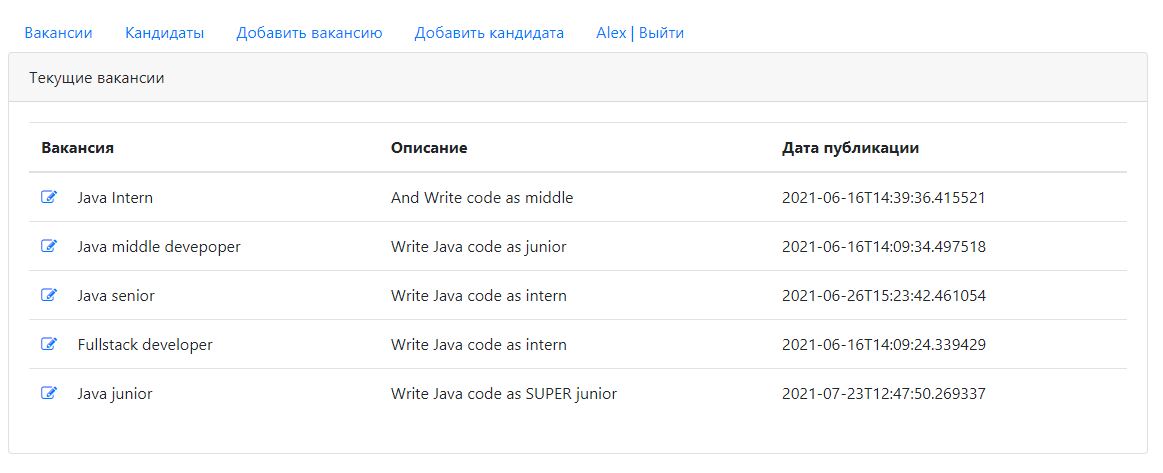 Вакансии Кандидаты Добавить вакансию Добавить кандидата Alex | Выйти
Текущие вакансии
Вакансия Описание Дата публикации
Java Intern And Write code as middle 2021-06-16T14:39:36.415521
Java middle devepoper Write Java code as junior 2021-06-16T14:09:34.497518
Java senior Write Java code as intern 2021-06-26T15:23:42.461054
Fullstack developer Write Java code as intern 2021-06-16T14:09:24.339429
Java junior Write Java code as SUPER junior 2021-07-23T12:47:50.269337